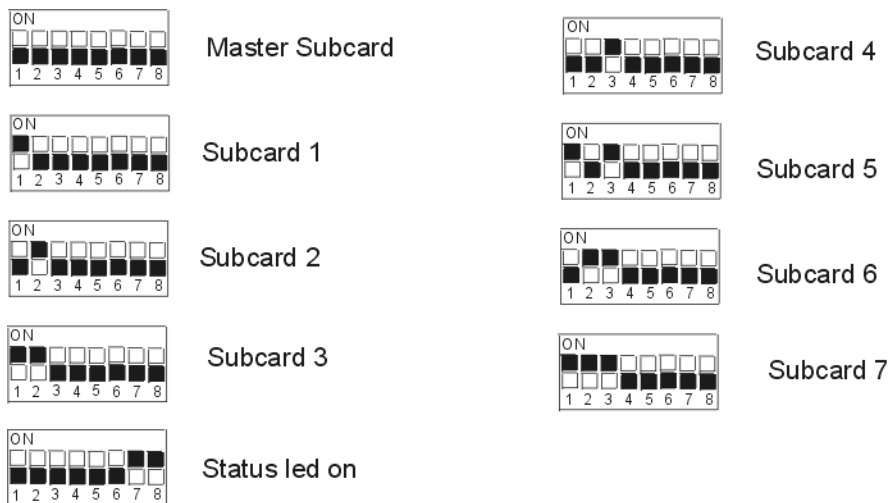 ON
1 2 3 4 5 6 7 8
Master Subcard
ON
1 2 3 4 5 6 7 8
Subcard 1
ON
1 2 3 4 5 6 7 8
Subcard 2
ON
1 2 3 4 5 6 7 8
Subcard 3
ON
1 2 3 4 5 6 7 8
Status led on
ON
1 2 3 4 5 6 7 8
Subcard 4
ON
1 2 3 4 5 6 7 8
Subcard 5
ON
1 2 3 4 5 6 7 8
Subcard 6
ON
1 2 3 4 5 6 7 8
Subcard 7